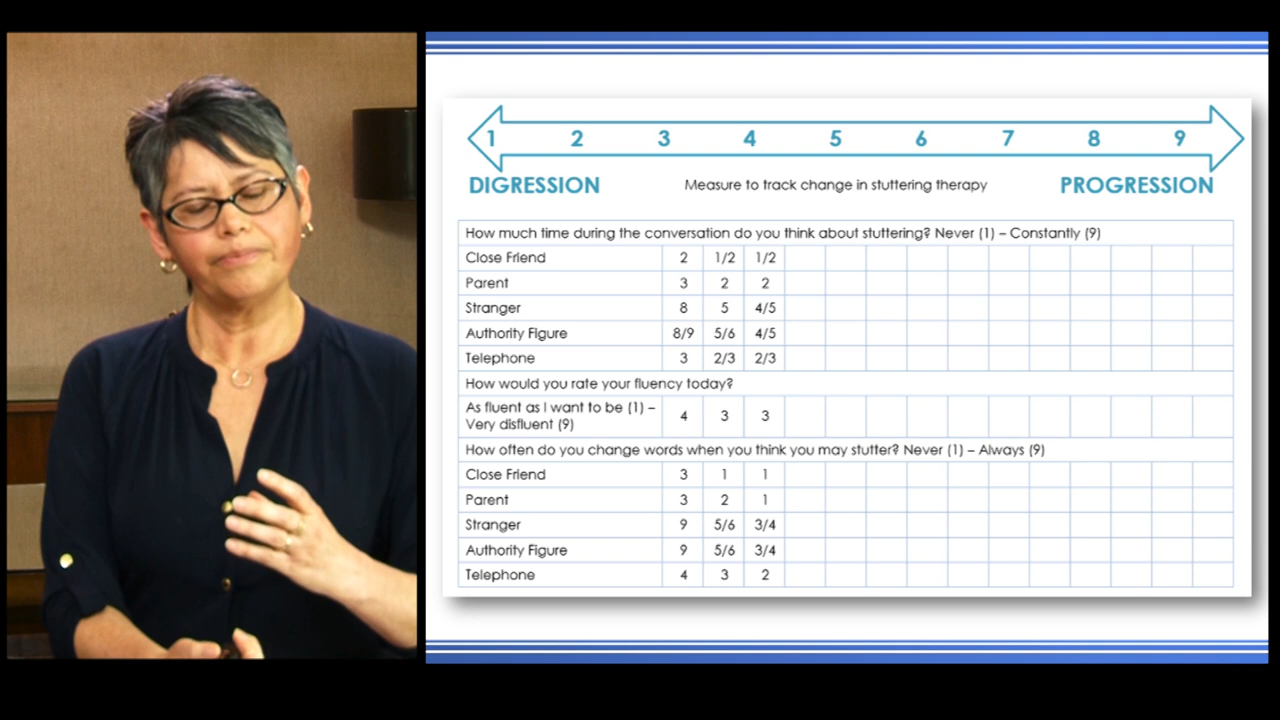 1 2 3 4 5 6 7 8 9
DIGRESSION Measure to track change in stuttering therapy PROGRESSION
How much time during the conversation do you think about stuttering? Never (1) – Constantly (9)
Close Friend 2 1/2 1/2
Parent 3 2 2
Stranger 8 5 4/5
Authority Figure 8/9 5/6 4/5
Telephone 3 2/3 2/3
How would you rate your fluency today?
As fluent as I want to be (1) –
Very disfluent (9) 4 3 3
How often do you change words when you think you may stutter? Never (1) – Always (9)
Close Friend 3 1 1
Parent 3 2 1
Stranger 9 5/6 3/4
Authority Figure 9 5/6 3/4
Telephone 4 3 2